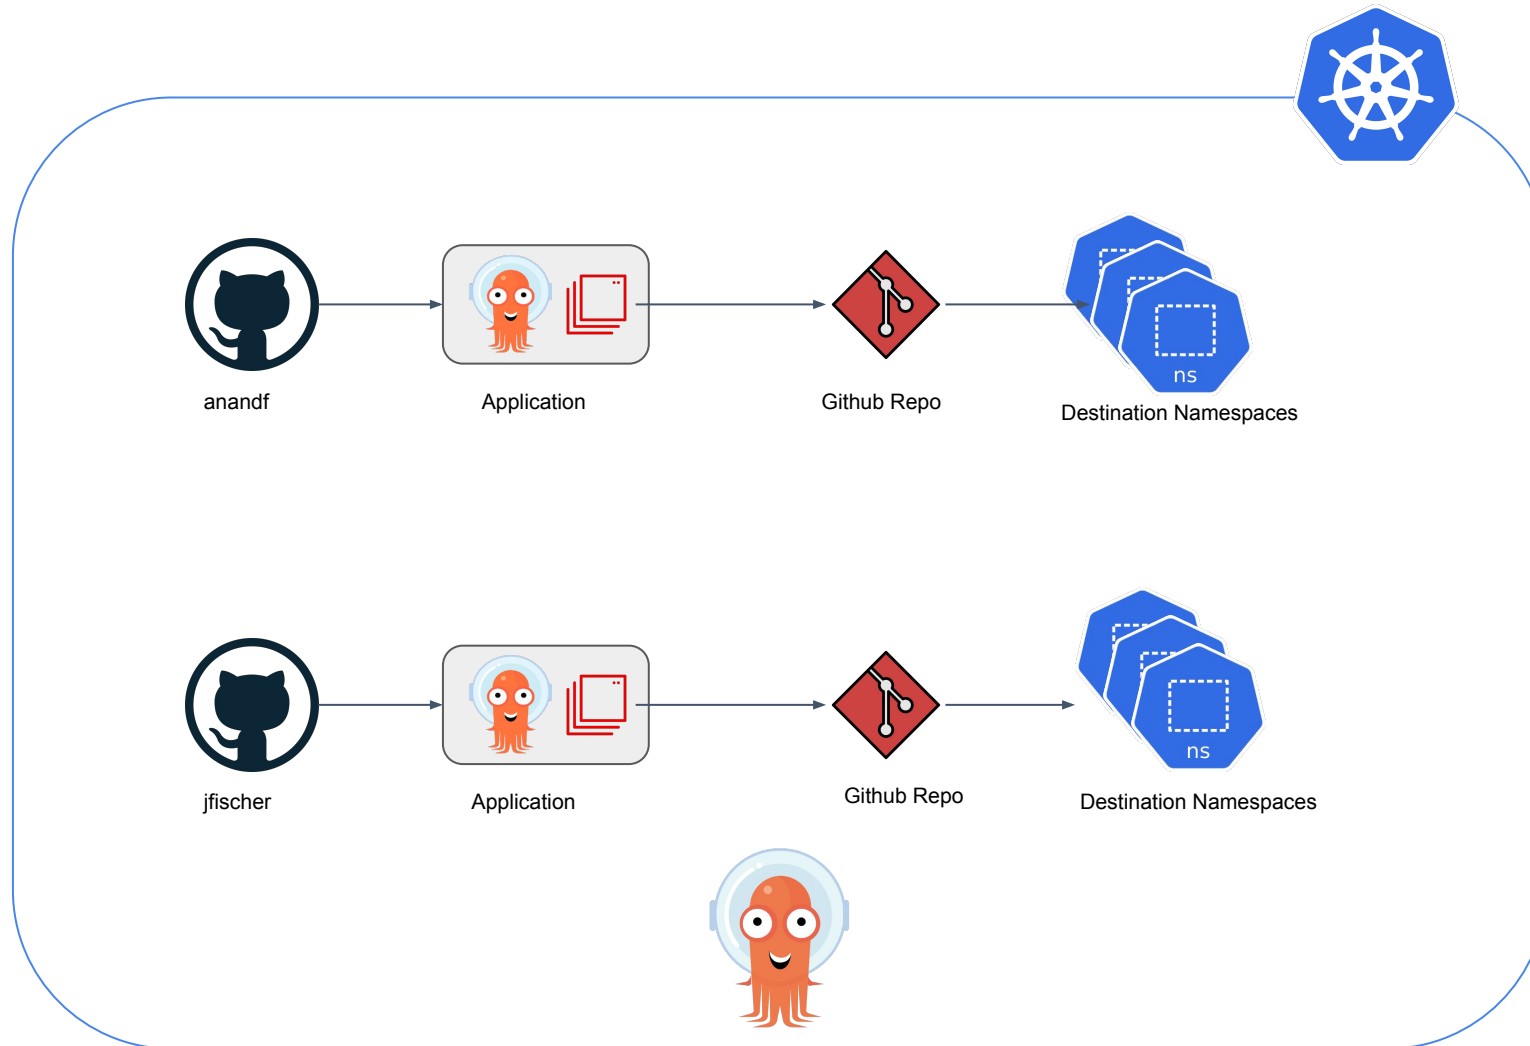 ns
anandf
Application
Github Repo
Destination Namespaces
ns
jfischer
Application
Github Repo
Destination Namespaces